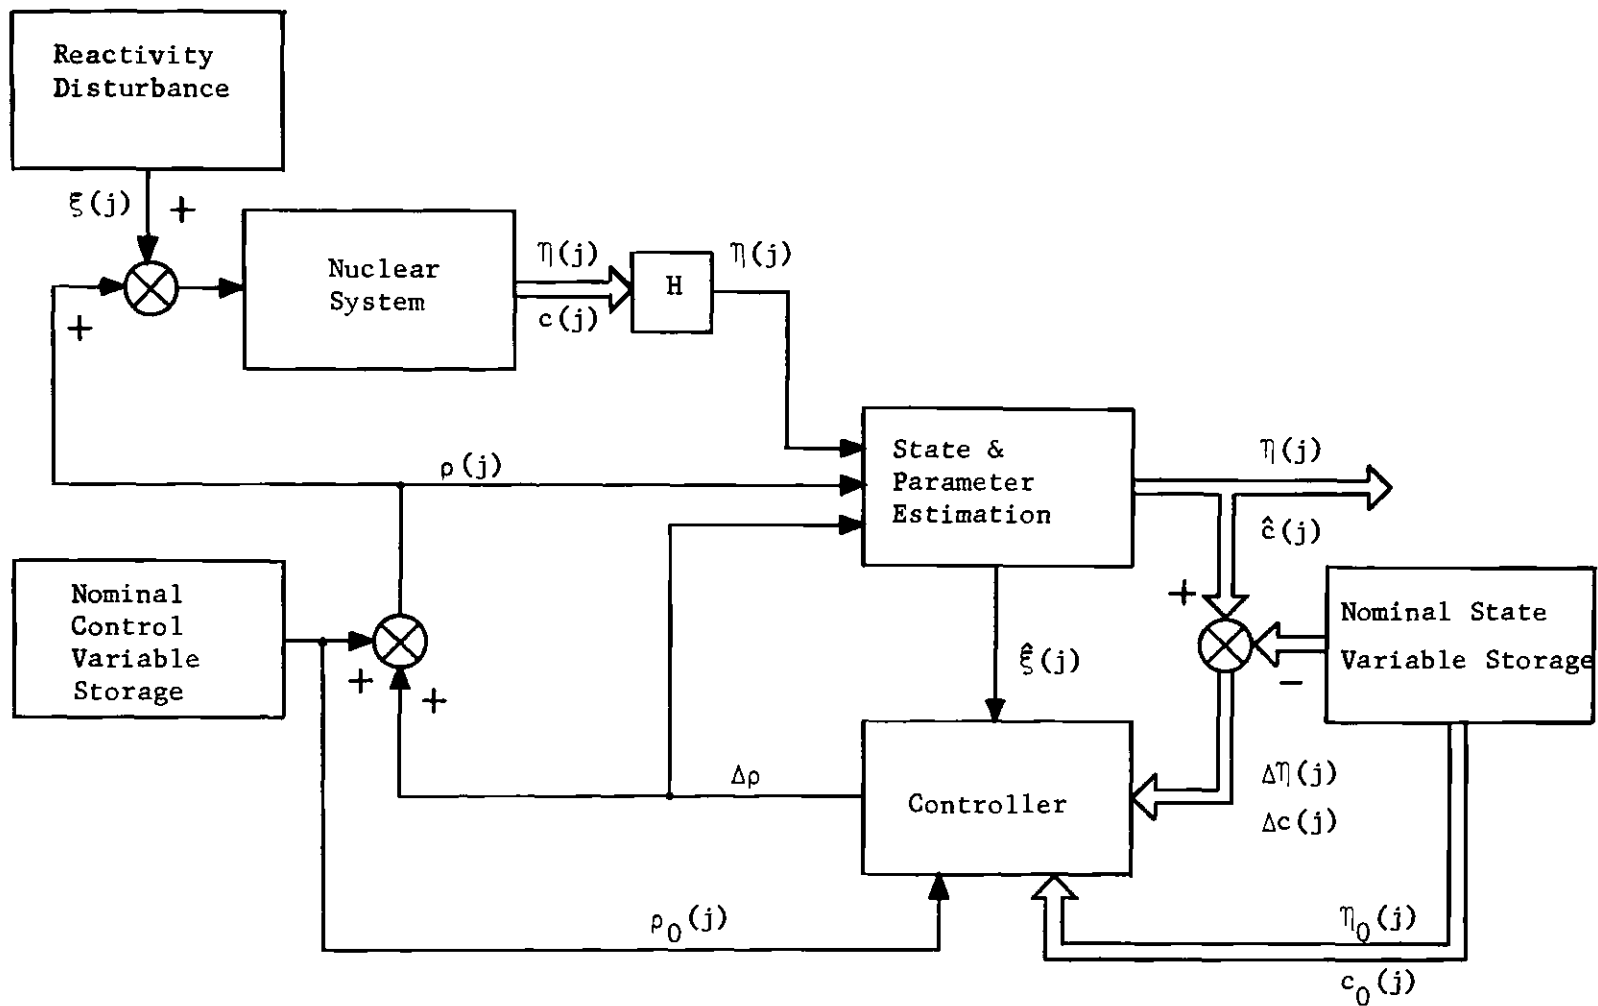 Reactivity
Disturbance
ξ(j)
+
+
Nuclear
System
η(j)
c(j)
H
η(j)
State &
Parameter
Estimation
η(j)
ĉ(j)
ρ(j)
Nominal
Control
Variable
Storage
+
+
ξ̂(j)
+
−
Nominal State
Variable Storage
Δρ
Controller
Δη(j)
Δc(j)
ρ₀(j)
η₀(j)
c₀(j)